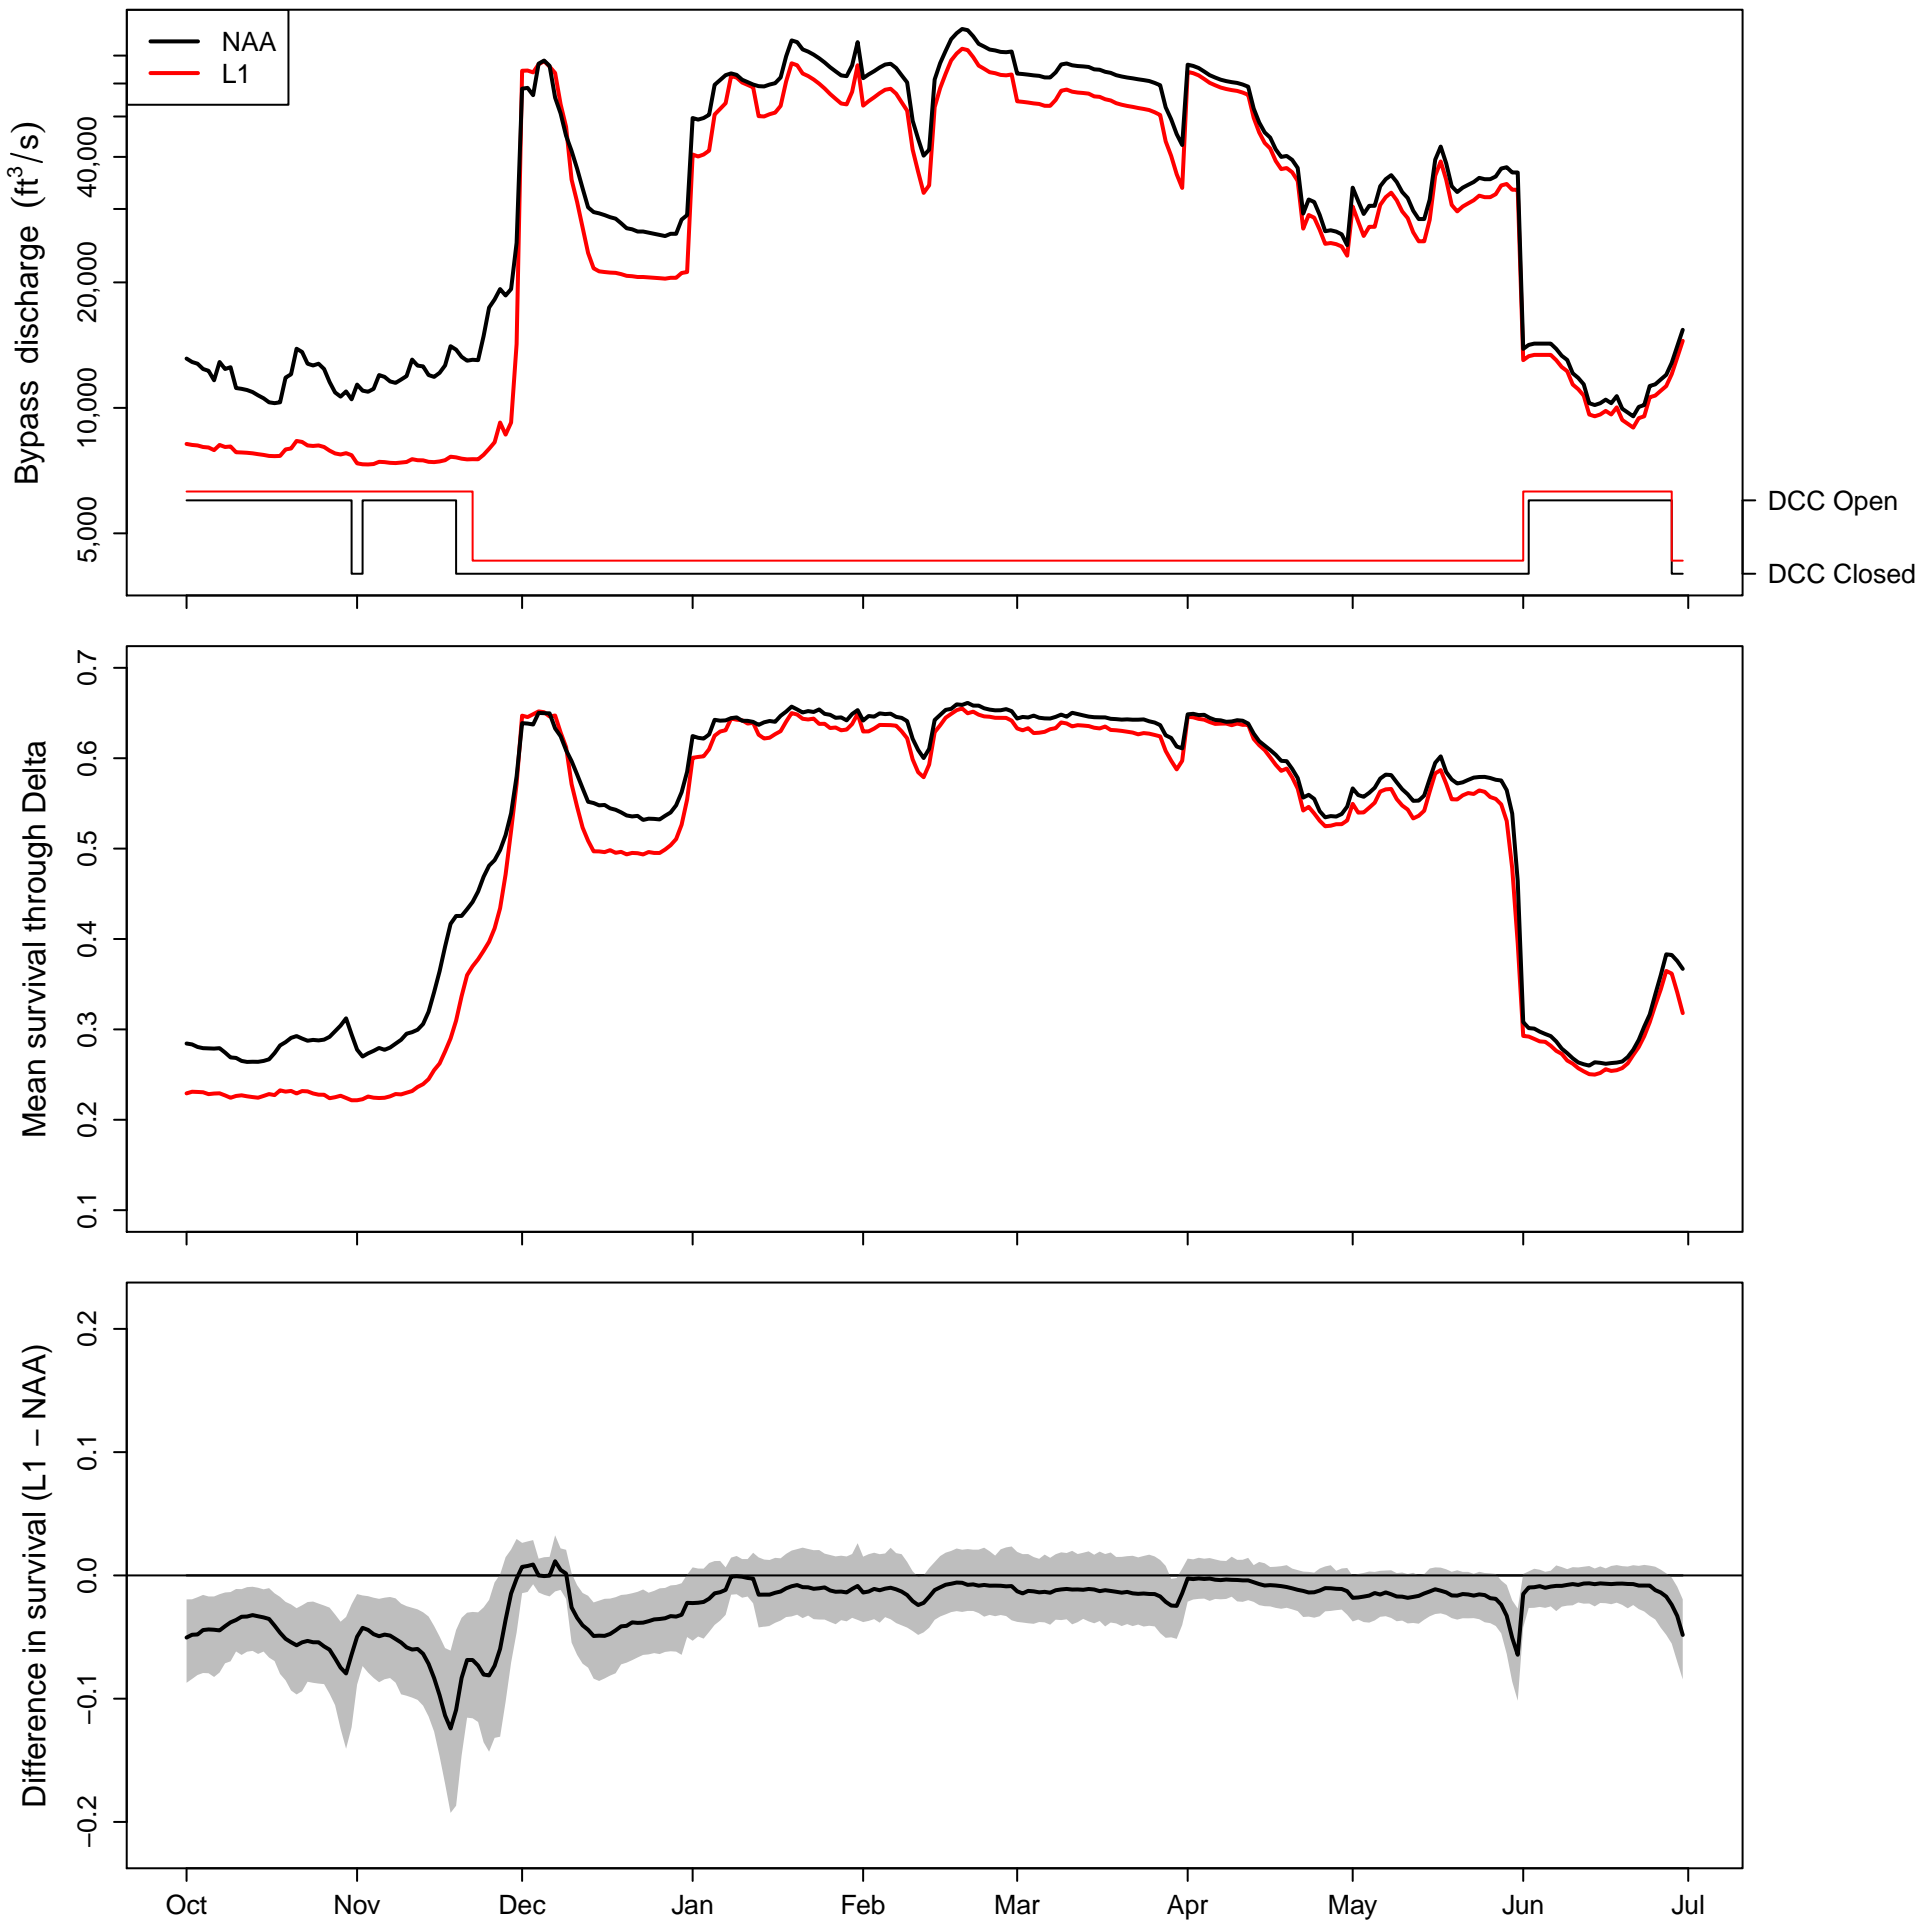 NAA
L1
Bypass discharge (ft³/s)
40,000
20,000
10,000
5,000
DCC Open
DCC Closed
Mean survival through Delta
0.7
0.6
0.5
0.4
0.3
0.2
0.1
Difference in survival (L1 − NAA)
0.2
0.1
0.0
−0.1
−0.2
Oct Nov Dec Jan Feb Mar Apr May Jun Jul